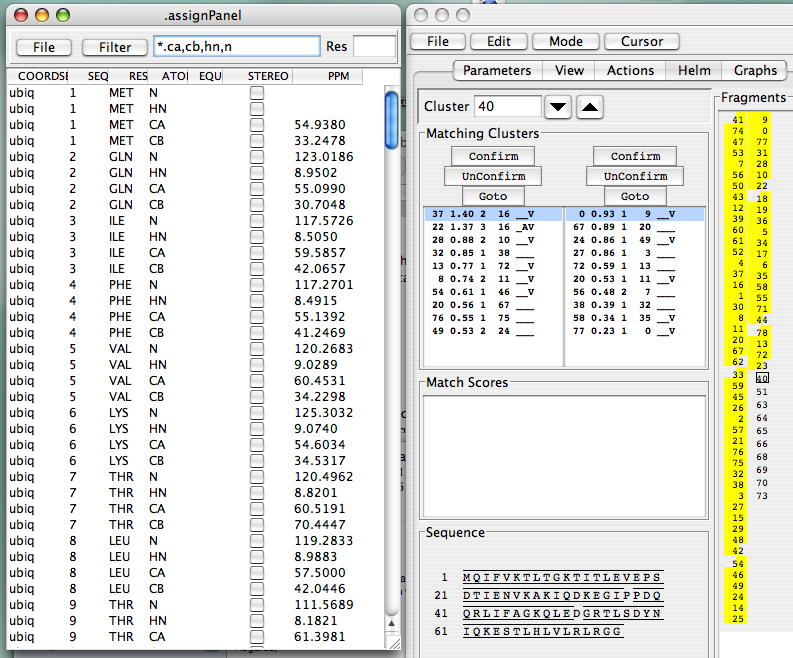 .assignPanel
File Filter *.ca,cb,hn,n Res
COORDSE SEQ RES ATO EQU STEREO PPM
ubiq 1 MET N
ubiq 1 MET HN
ubiq 1 MET CA 54.9380
ubiq 1 MET CB 33.2478
ubiq 2 GLN N 123.0186
ubiq 2 GLN HN 8.9502
ubiq 2 GLN CA 55.0990
ubiq 2 GLN CB 30.7048
ubiq 3 ILE N 117.5726
ubiq 3 ILE HN 8.5050
ubiq 3 ILE CA 59.5857
ubiq 3 ILE CB 42.0657
ubiq 4 PHE N 117.2701
ubiq 4 PHE HN 8.4915
ubiq 4 PHE CA 55.1392
ubiq 4 PHE CB 41.2469
ubiq 5 VAL N 120.2683
ubiq 5 VAL HN 9.0289
ubiq 5 VAL CA 60.4531
ubiq 5 VAL CB 34.2298
ubiq 6 LYS N 125.3032
ubiq 6 LYS HN 9.0740
ubiq 6 LYS CA 54.6034
ubiq 6 LYS CB 34.5317
ubiq 7 THR N 120.4962
ubiq 7 THR HN 8.8201
ubiq 7 THR CA 60.5191
ubiq 7 THR CB 70.4447
ubiq 8 LEU N 119.2833
ubiq 8 LEU HN 8.9883
ubiq 8 LEU CA 57.5000
ubiq 8 LEU CB 42.0446
ubiq 9 THR N 111.5689
ubiq 9 THR HN 8.1821
ubiq 9 THR CA 61.3981
File Edit Mode Cursor
Parameters View Actions Helm Graphs
Cluster 40
Matching Clusters
Confirm Confirm
UnConfirm UnConfirm
Goto Goto
37 1.40 2 16 __V 0 0.93 1 9 __V
22 1.37 3 16 _AV 67 0.89 1 20 ___
28 0.88 2 10 __V 24 0.86 1 49 __V
32 0.85 1 38 ___ 27 0.86 1 3 ___
13 0.77 1 72 __V 72 0.59 1 13 ___
8 0.74 2 11 __V 20 0.53 1 11 __V
54 0.61 1 46 __V 56 0.48 2 7 ___
20 0.56 1 67 ___ 38 0.39 1 32 ___
76 0.55 1 75 ___ 58 0.34 1 35 __V
49 0.53 2 24 ___ 77 0.23 1 0 __V
Match Scores
Sequence
1 MQIFVKTLTGKTITLEVEPS
21 DTIENVKAKIQDKEGIPPDQ
41 QRLIFAGKQLEDGRTLSDYN
61 IQKESTLHLVLRLRGG
Fragments
41 9
74 0
47 77
53 31
7 28
56 10
50 22
43 18
12 19
39 36
60 5
61 34
52 17
4 6
37 35
16 58
1 55
30 71
8 44
11 78
20 13
67 72
62 23
33 40
59 51
45 63
26 64
2 65
57 66
21 68
76 69
75 70
32 73
38
3
27
15
29
48
42
54
46
49
24
14
25